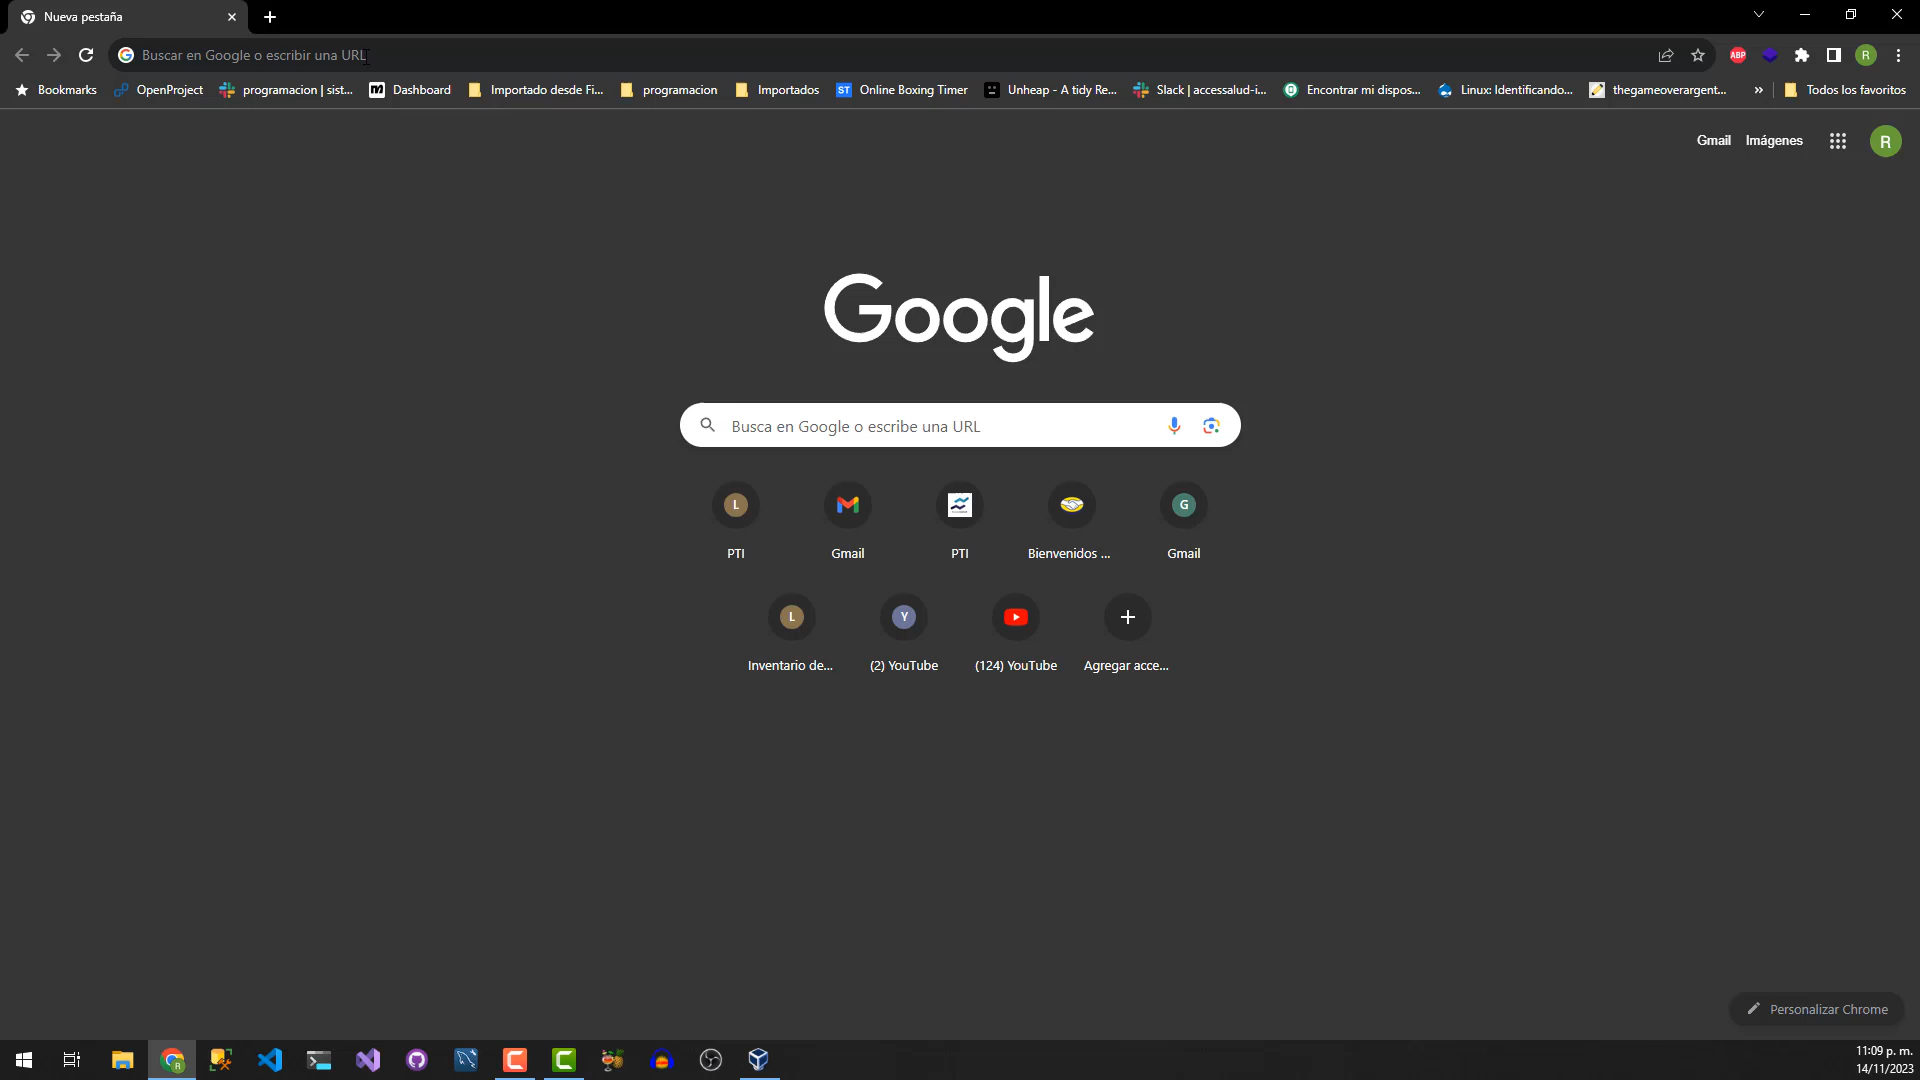 Nueva pestaña
Buscar en Google o escribir una URL
ABP
R
Bookmarks
OpenProject
programacion | sist...
Dashboard
Importado desde Fi...
programacion
Importados
ST Online Boxing Timer
Unheap - A tidy Re...
Slack | accessalud-i...
Encontrar mi dispos...
Linux: Identificando...
thegameoverargent...
»
Todos los favoritos
Gmail Imágenes
R
Google
Busca en Google o escribe una URL
L
G
PTI
Gmail
PTI
Bienvenidos ...
Gmail
L
Y
Inventario de...
(2) YouTube
(124) YouTube
Agregar acce...
Personalizar Chrome
R
11:09 p. m.
14/11/2023